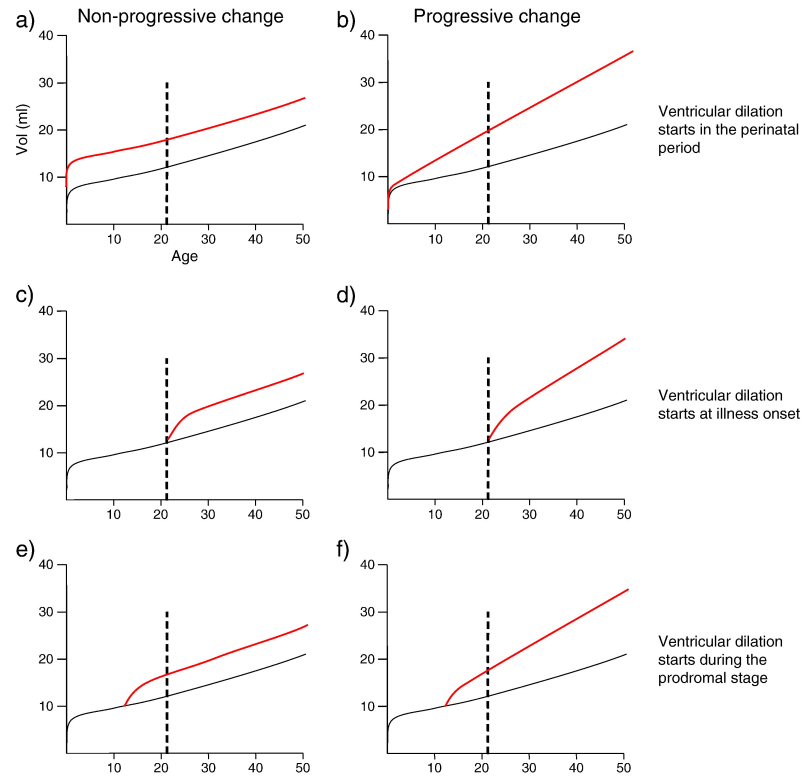 Non-progressive change
Progressive change
a)
40
30
20
10
Vol (ml)
10 20 30 40 50
Age
b)
40
30
20
10
10 20 30 40 50
Ventricular dilation
starts in the perinatal
period
c)
40
30
20
10
10 20 30 40 50
d)
40
30
20
10
10 20 30 40 50
Ventricular dilation
starts at illness onset
e)
40
30
20
10
10 20 30 40 50
f)
40
30
20
10
10 20 30 40 50
Ventricular dilation
starts during the
prodromal stage